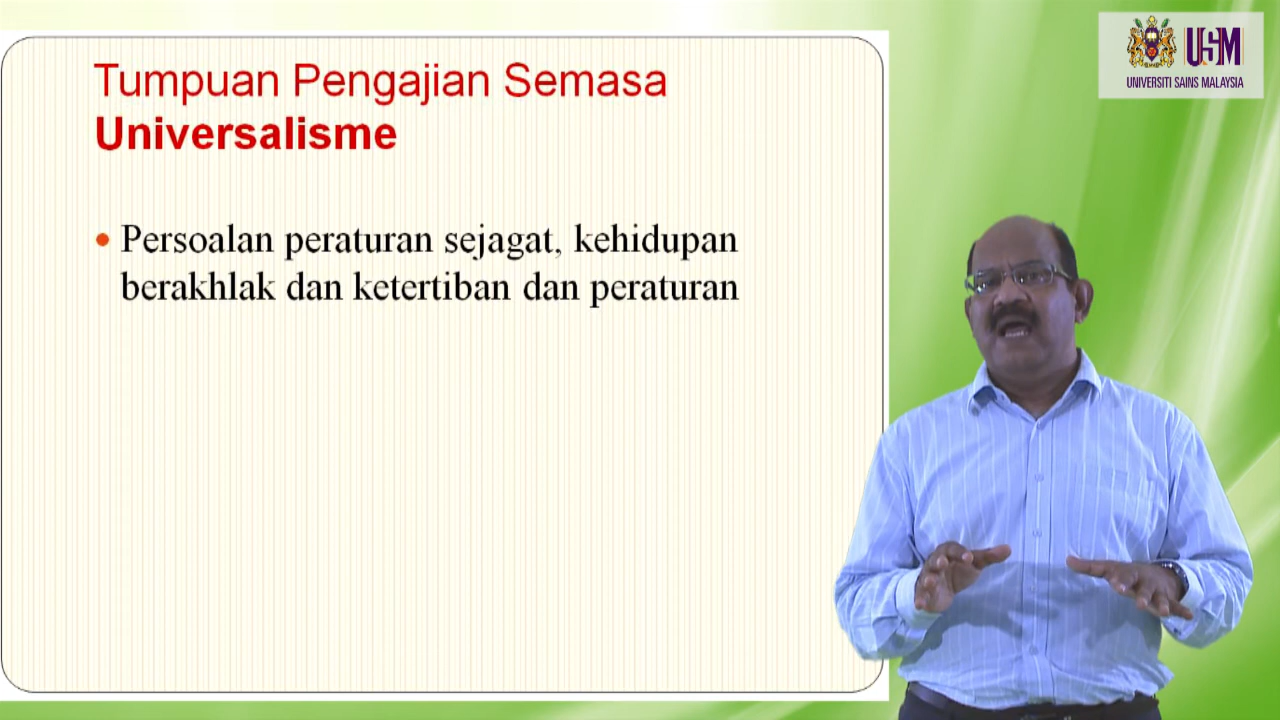 Tumpuan Pengajian Semasa
Universalisme
• Persoalan peraturan sejagat, kehidupan
berakhlak dan ketertiban dan peraturan
USM
UNIVERSITI SAINS MALAYSIA